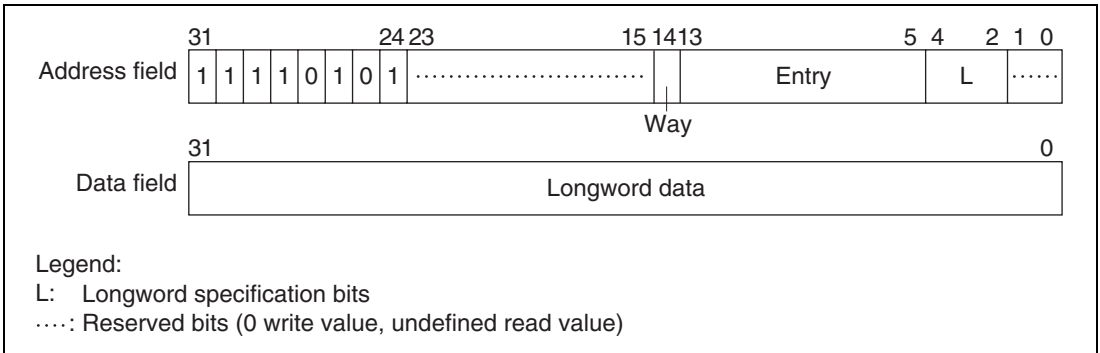 31 24 23 15 14 13 5 4 2 1 0
Address field 1 1 1 1 0 1 0 1 ............................ Entry L ......
Way
31 0
Data field Longword data
Legend:
L: Longword specification bits
....: Reserved bits (0 write value, undefined read value)